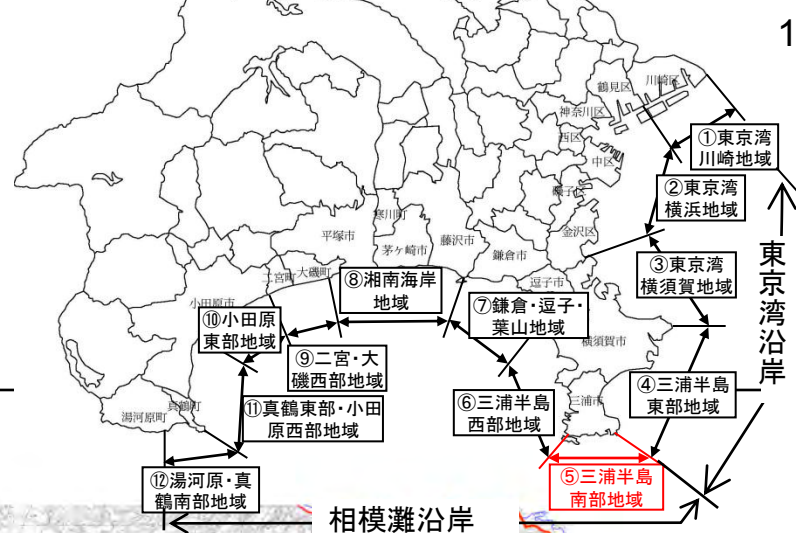 1
鶴見区
川崎区
神奈川区
西区
中区
磯子区
金沢区
①東京湾
川崎地域
②東京湾
横浜地域
③東京湾
横須賀地域
東京湾沿岸
寒川町
平塚市
茅ヶ崎市
藤沢市
鎌倉市
逗子市
二宮町
大磯町
小田原市
横須賀市
三浦市
真鶴町
湯河原町
⑧湘南海岸
地域
⑦鎌倉・逗子・
葉山地域
⑩小田原
東部地域
⑨二宮・大
磯西部地域
④三浦半島
東部地域
⑥三浦半島
西部地域
⑪真鶴東部・小田
原西部地域
⑤三浦半島
南部地域
⑫湯河原・真
鶴南部地域
相模灘沿岸